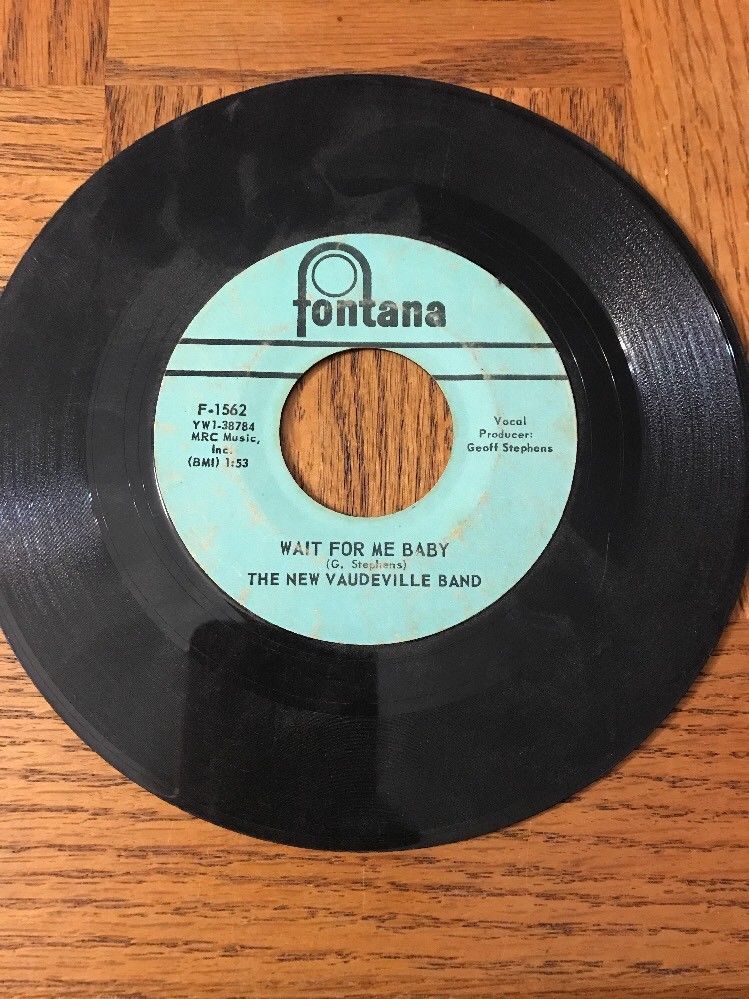 fontana
F-1562
YW1-38784
MRC Music,
Inc.
(BMI) 1:53
Vocal
Producer:
Geoff Stephens
WAIT FOR ME BABY
(G. Stephens)
THE NEW VAUDEVILLE BAND